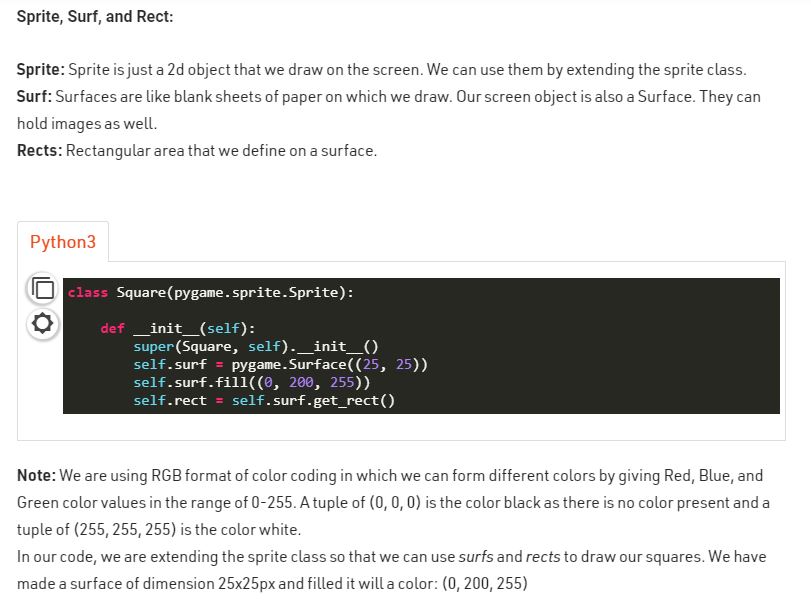 Sprite, Surf, and Rect:
Sprite: Sprite is just a 2d object that we draw on the screen. We can use them by extending the sprite class.
Surf: Surfaces are like blank sheets of paper on which we draw. Our screen object is also a Surface. They can
hold images as well.
Rects: Rectangular area that we define on a surface.
Python3
class Square(pygame.sprite.Sprite):
    def __init__(self):
        super(Square, self).__init__()
        self.surf = pygame.Surface((25, 25))
        self.surf.fill((0, 200, 255))
        self.rect = self.surf.get_rect()
Note: We are using RGB format of color coding in which we can form different colors by giving Red, Blue, and
Green color values in the range of 0-255. A tuple of (0, 0, 0) is the color black as there is no color present and a
tuple of (255, 255, 255) is the color white.
In our code, we are extending the sprite class so that we can use surfs and rects to draw our squares. We have
made a surface of dimension 25x25px and filled it will a color: (0, 200, 255)